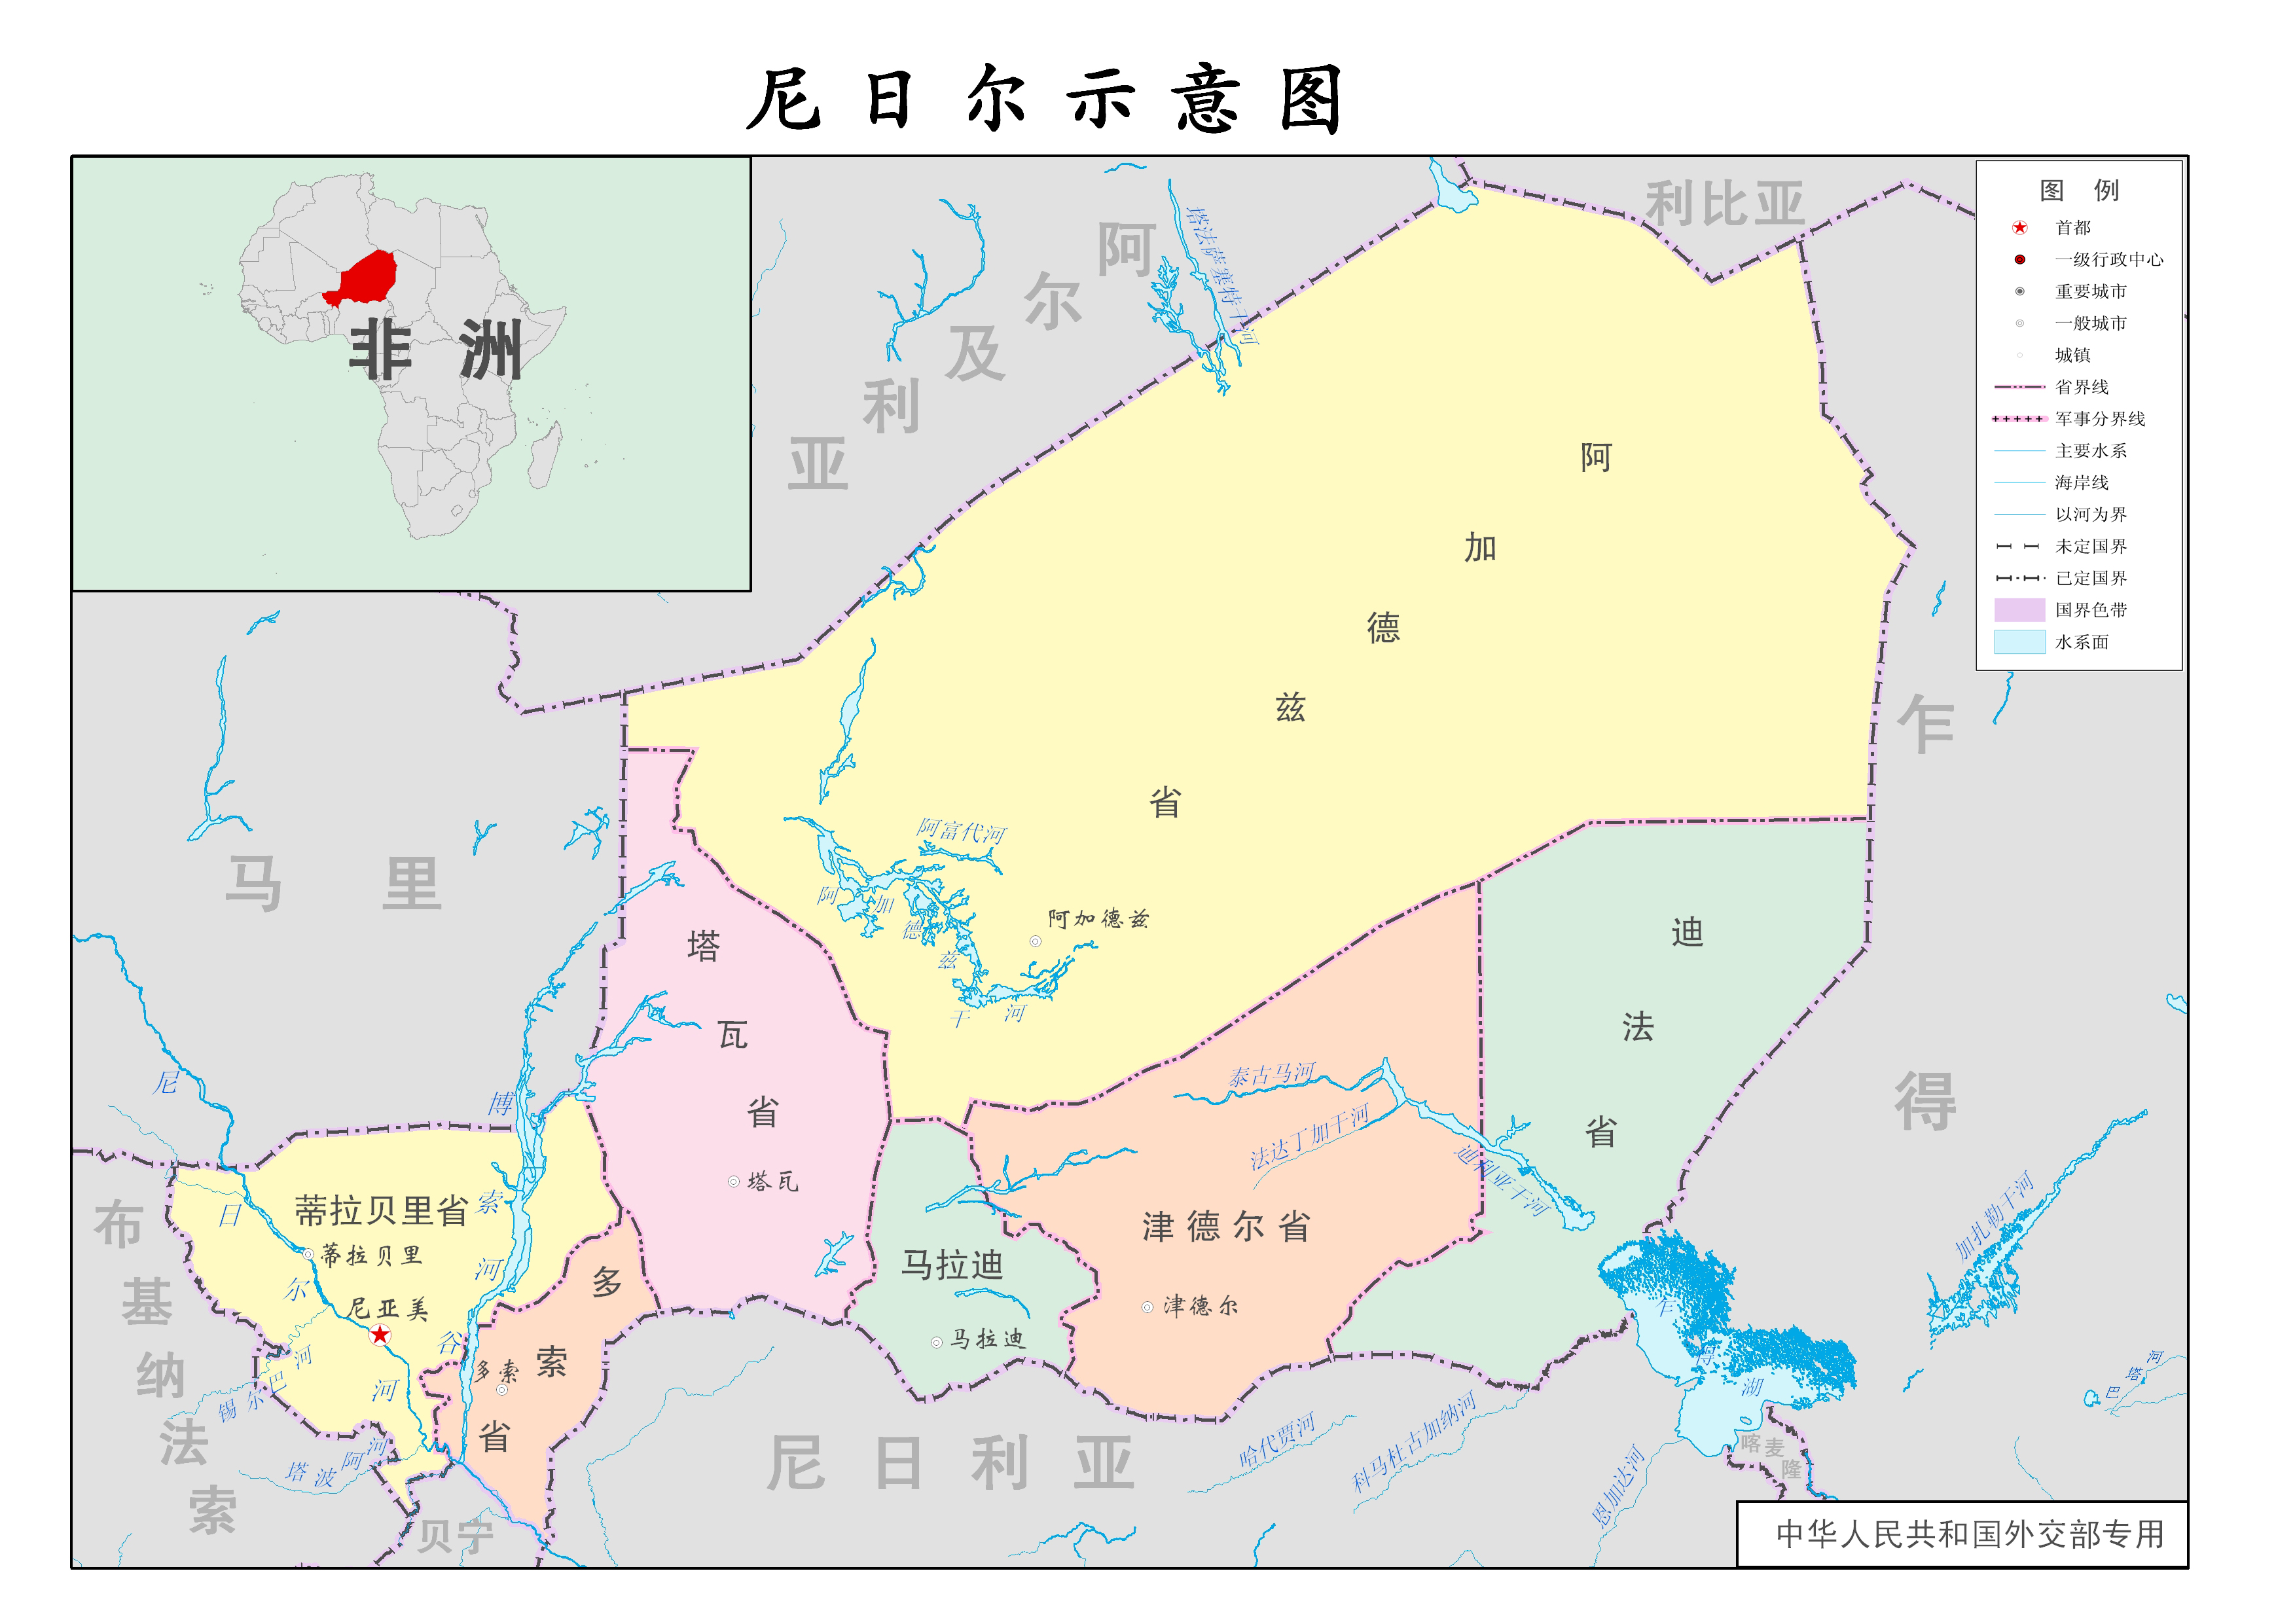 尼日尔示意图
非洲
图 例
首都
一级行政中心
重要城市
一般城市
城镇
省界线
军事分界线
主要水系
海岸线
以河为界
未定国界
已定国界
国界色带
水系面
阿尔及利亚
利比亚
塔法萨塞特干河
马里
乍得
布基纳法索
贝宁
尼日利亚
喀麦隆
阿加德兹省
阿富代河
阿加德兹干河
阿加德兹
塔瓦省
塔瓦
迪法省
泰古马河
法达丁加干河
迪利亚干河
津德尔省
津德尔
马拉迪
马拉迪
蒂拉贝里省
蒂拉贝里
尼亚美
多索省
多索
尼日尔河
博索河谷
锡尔巴河
塔波阿河
哈代贾河
科马杜古加纳河
恩加达河
乍得湖
加扎勒干河
巴塔河
中华人民共和国外交部专用